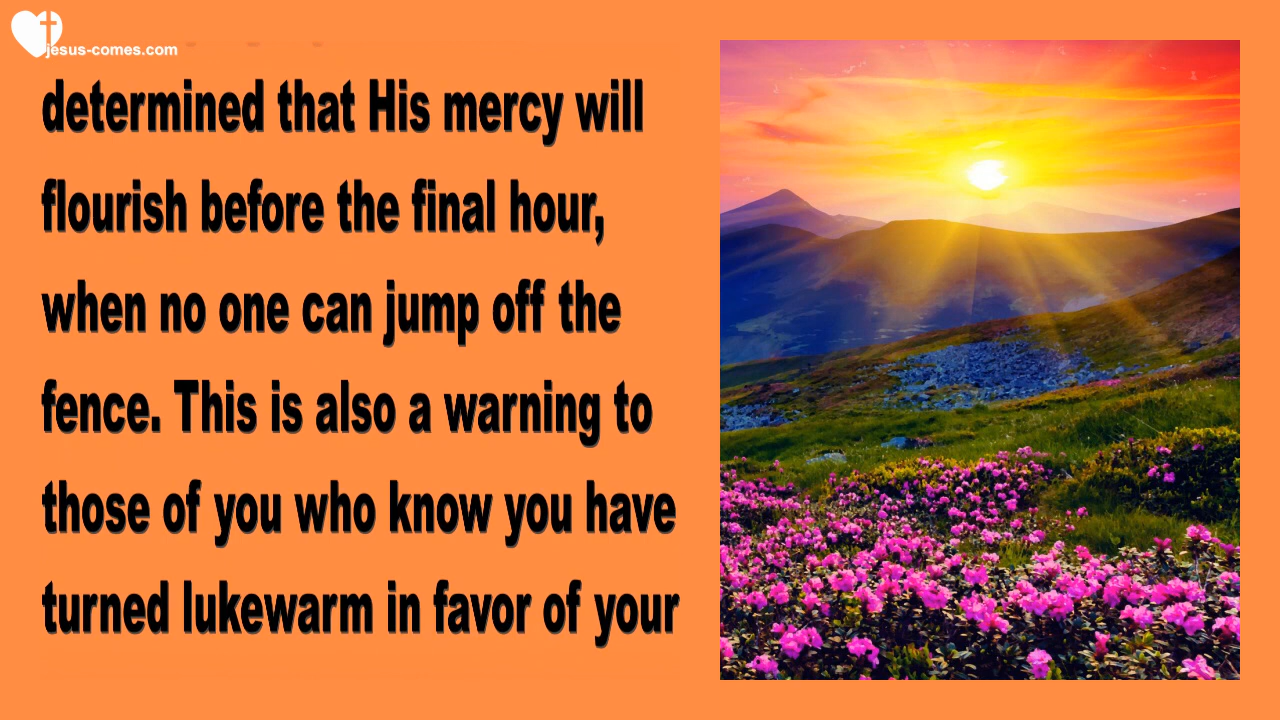 jesus-comes.com
determined that His mercy will
flourish before the final hour,
when no one can jump off the
fence. This is also a warning to
those of you who know you have
turned lukewarm in favor of your